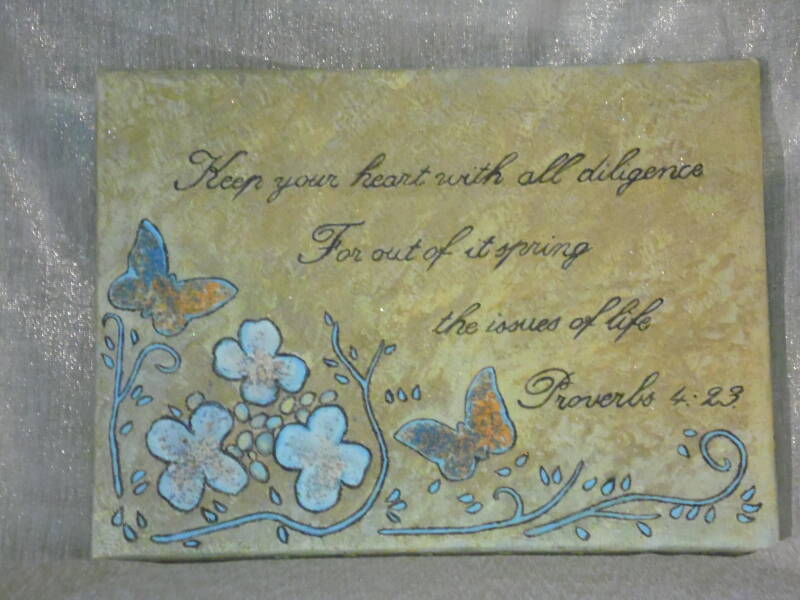 Keep your heart with all diligence
For out of it spring
the issues of life
Proverbs 4:23